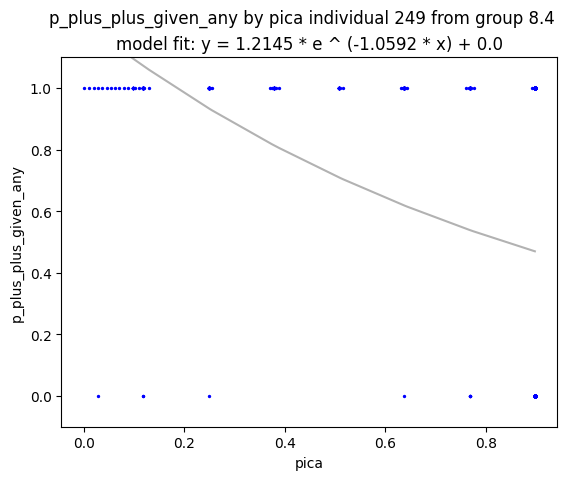 p_plus_plus_given_any by pica individual 249 from group 8.4
model fit: y = 1.2145 * e ^ (-1.0592 * x) + 0.0
1.0
0.8
0.6
0.4
0.2
0.0
p_plus_plus_given_any
0.0 0.2 0.4 0.6 0.8
pica